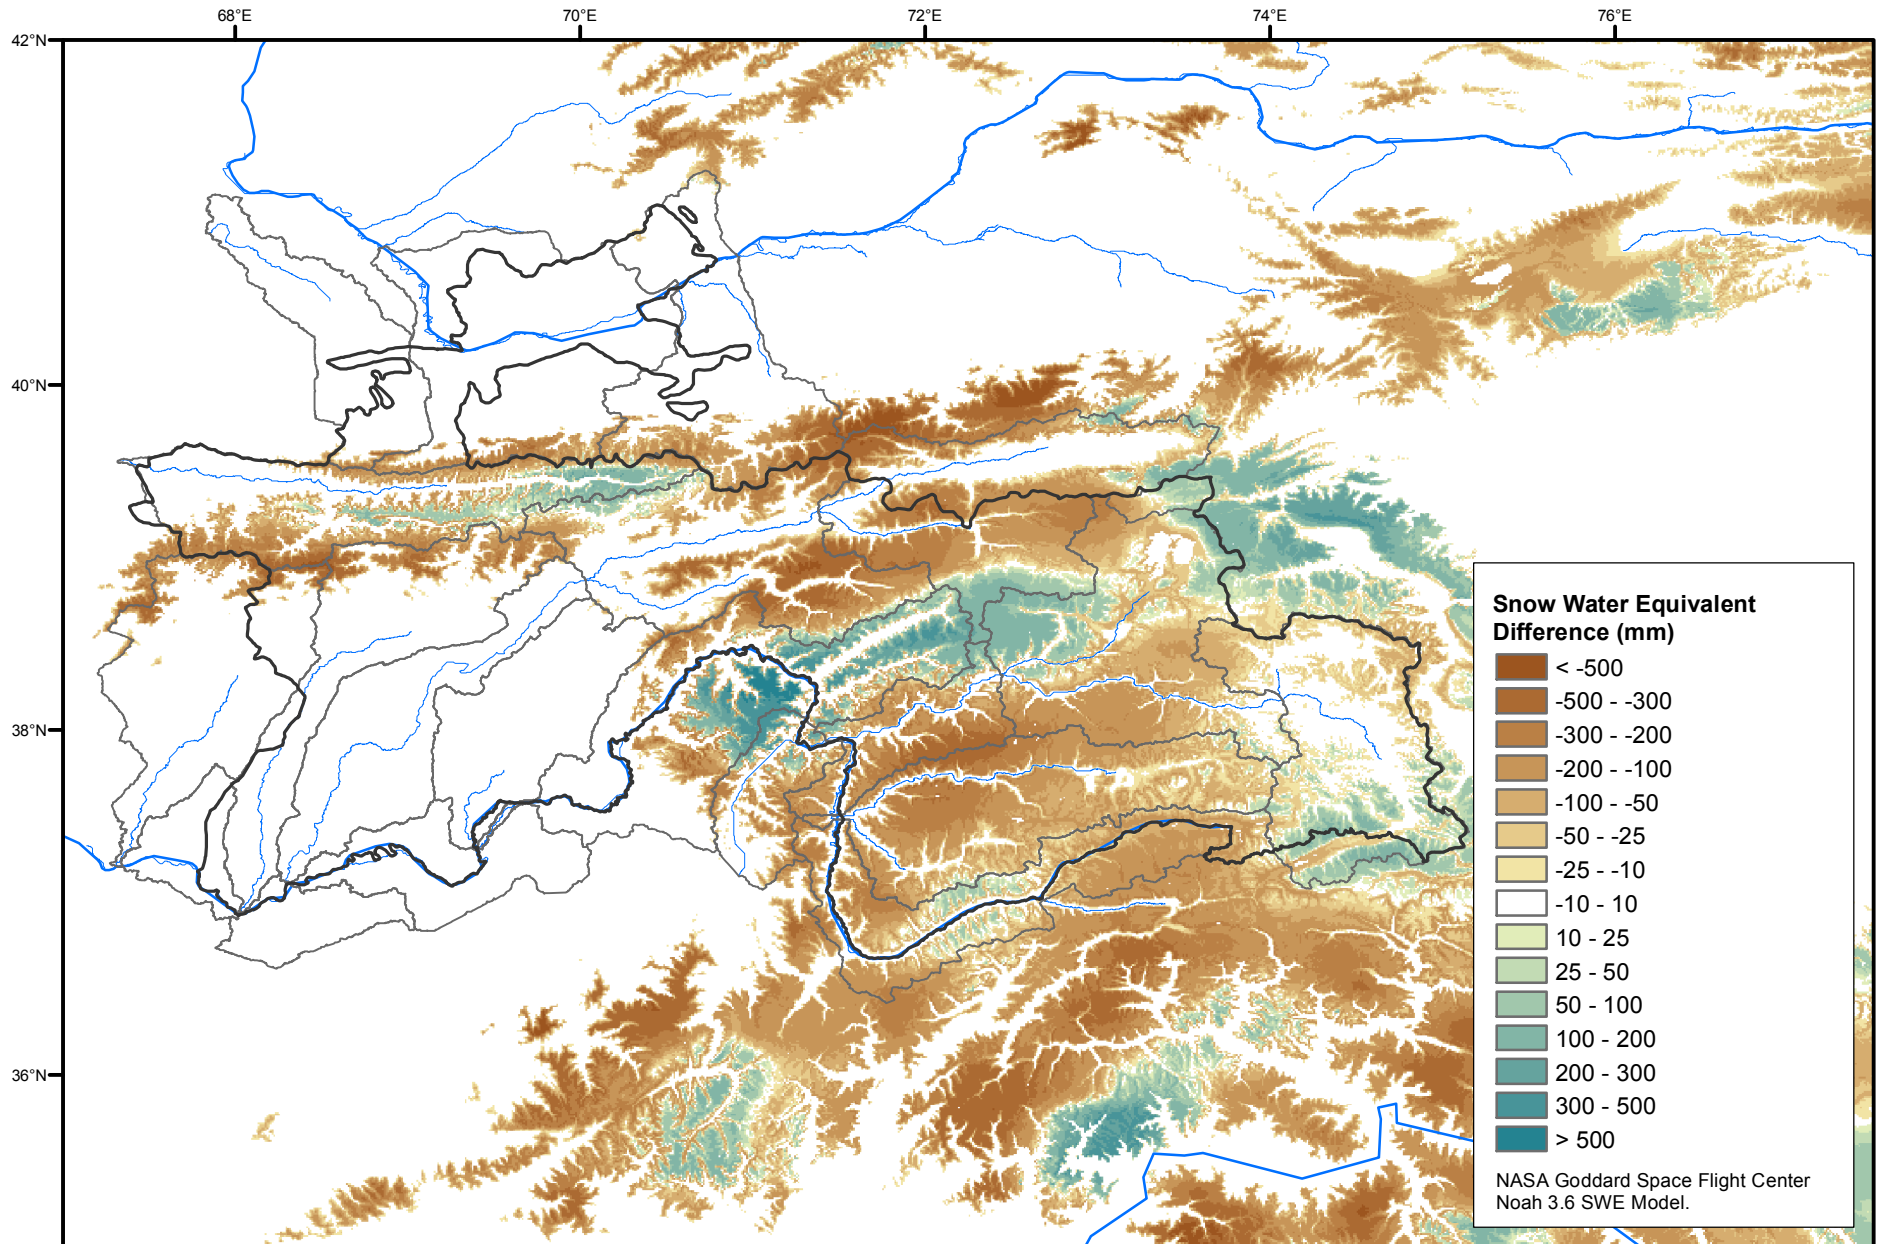 68°E
70°E
72°E
74°E
76°E
42°N
40°N
38°N
36°N
Snow Water Equivalent
Difference (mm)
< -500
-500 - -300
-300 - -200
-200 - -100
-100 - -50
-50 - -25
-25 - -10
-10 - 10
10 - 25
25 - 50
50 - 100
100 - 200
200 - 300
300 - 500
> 500
NASA Goddard Space Flight Center
Noah 3.6 SWE Model.